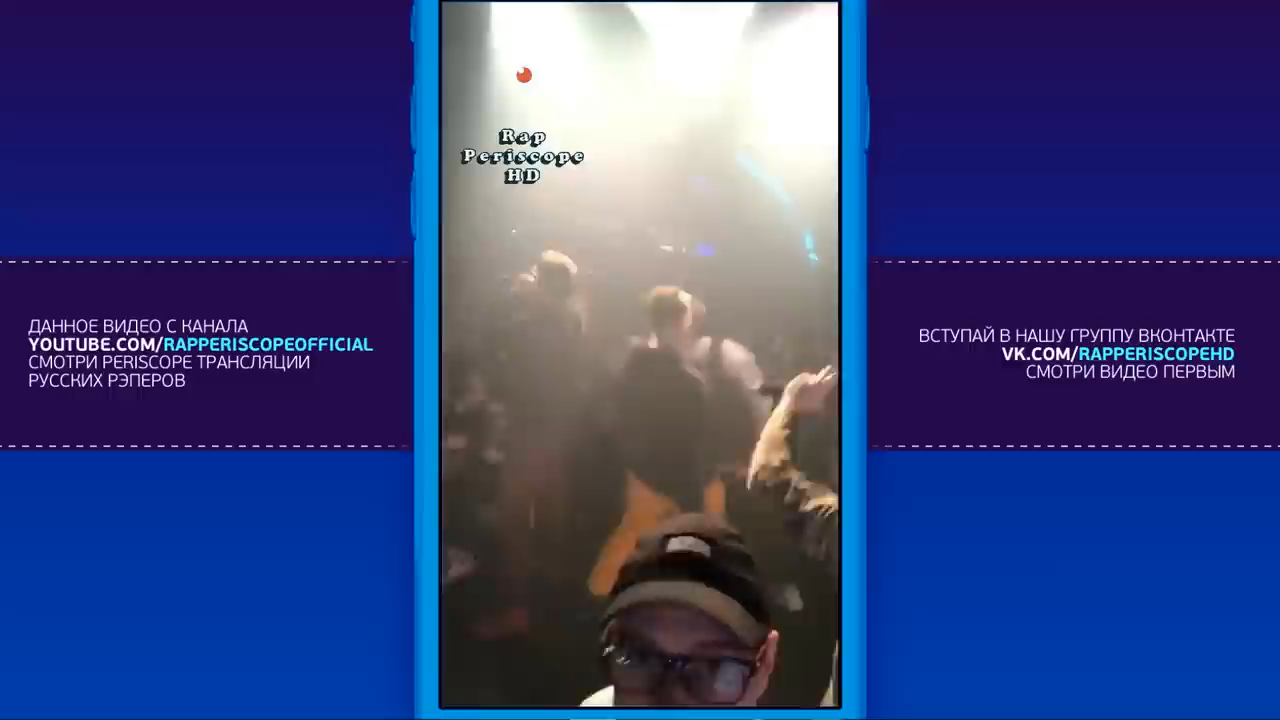 Rap
Periscope
HD
ДАННОЕ ВИДЕО С КАНАЛА
YOUTUBE.COM/RAPPERISCOPEOFFICIAL
СМОТРИ PERISCOPE ТРАНСЛЯЦИИ
РУССКИХ РЭПЕРОВ
ВСТУПАЙ В НАШУ ГРУППУ ВКОНТАКТЕ
VK.COM/RAPPERISCOPEHD
СМОТРИ ВИДЕО ПЕРВЫМ